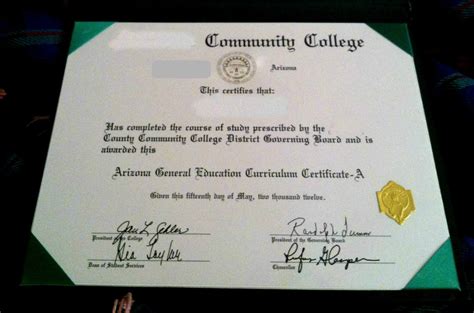 Community College
Arizona
This certifies that:
Has completed the course of study prescribed by the
County Community College District Governing Board and is
awarded this
Arizona General Education Curriculum Certificate-A
Given this fifteenth day of May, two thousand twelve.
President of the College
President of the Governing Board
Dean of Student Services
Chancellor